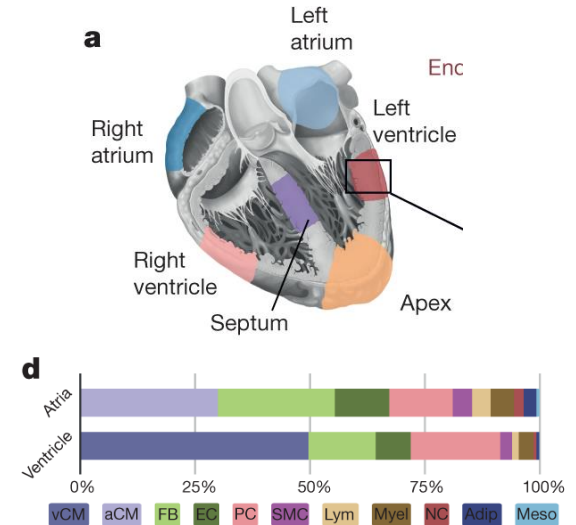 a
Left
atrium
Enc
Left
ventricle
Right
atrium
Right
ventricle
Septum
Apex
d
Atria
Ventricle
0% 25% 50% 75% 100%
vCM aCM FB EC PC SMC Lym Myel NC Adip Meso